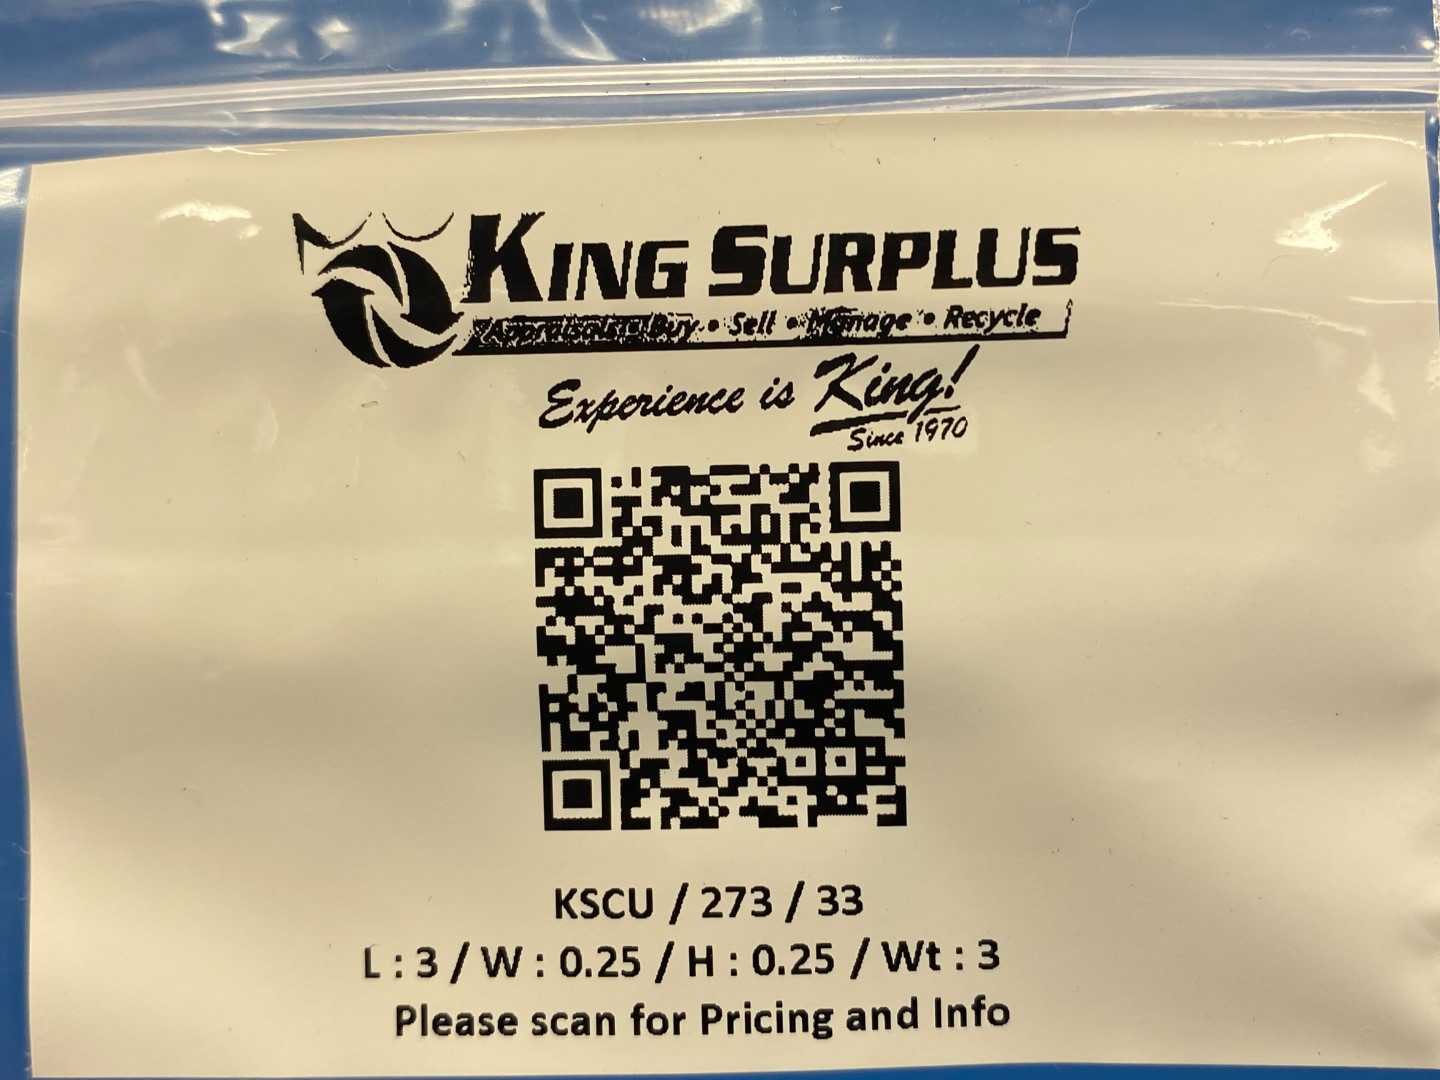 KING SURPLUS
Appraisals • Buy • Sell • Manage • Recycle
Experience is King!
Since 1970
KSCU / 273 / 33
L : 3 / W : 0.25 / H : 0.25 / Wt : 3
Please scan for Pricing and Info